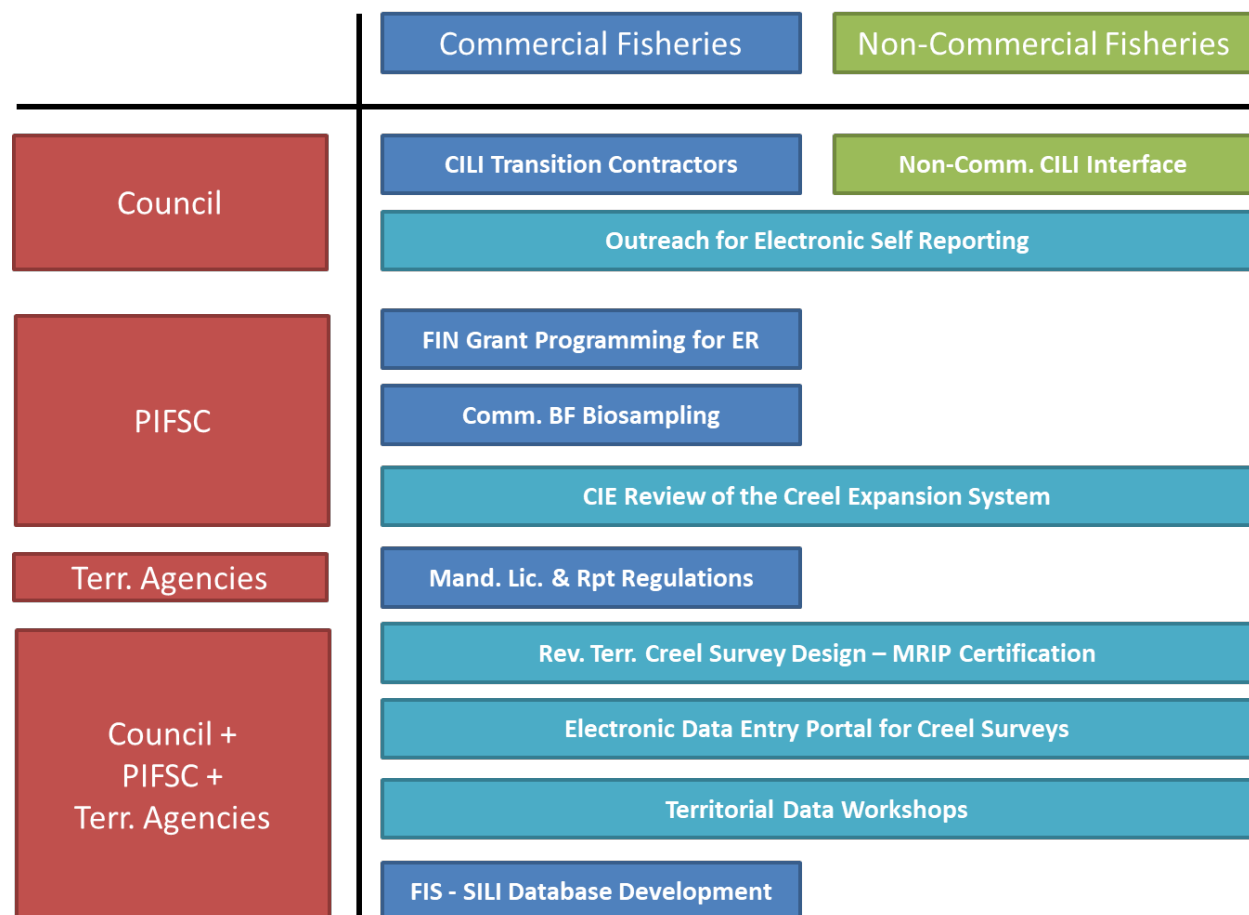 Commercial Fisheries
Non-Commercial Fisheries
Council
CILI Transition Contractors
Non-Comm. CILI Interface
Outreach for Electronic Self Reporting
PIFSC
FIN Grant Programming for ER
Comm. BF Biosampling
CIE Review of the Creel Expansion System
Terr. Agencies
Mand. Lic. & Rpt Regulations
Council +
PIFSC +
Terr. Agencies
Rev. Terr. Creel Survey Design – MRIP Certification
Electronic Data Entry Portal for Creel Surveys
Territorial Data Workshops
FIS - SILI Database Development